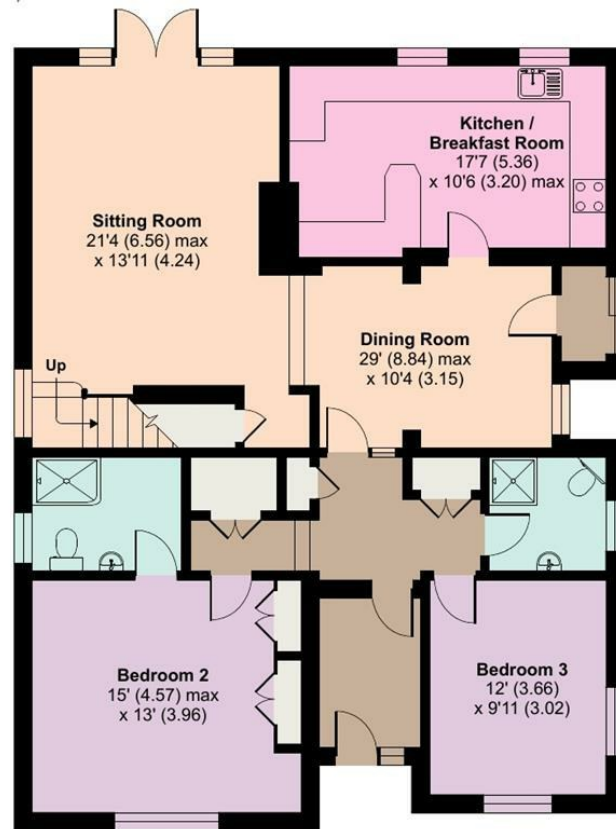 Kitchen /
Breakfast Room
17'7 (5.36)
x 10'6 (3.20) max
Sitting Room
21'4 (6.56) max
x 13'11 (4.24)
Dining Room
29' (8.84) max
x 10'4 (3.15)
Up
Bedroom 2
15' (4.57) max
x 13' (3.96)
Bedroom 3
12' (3.66)
x 9'11 (3.02)